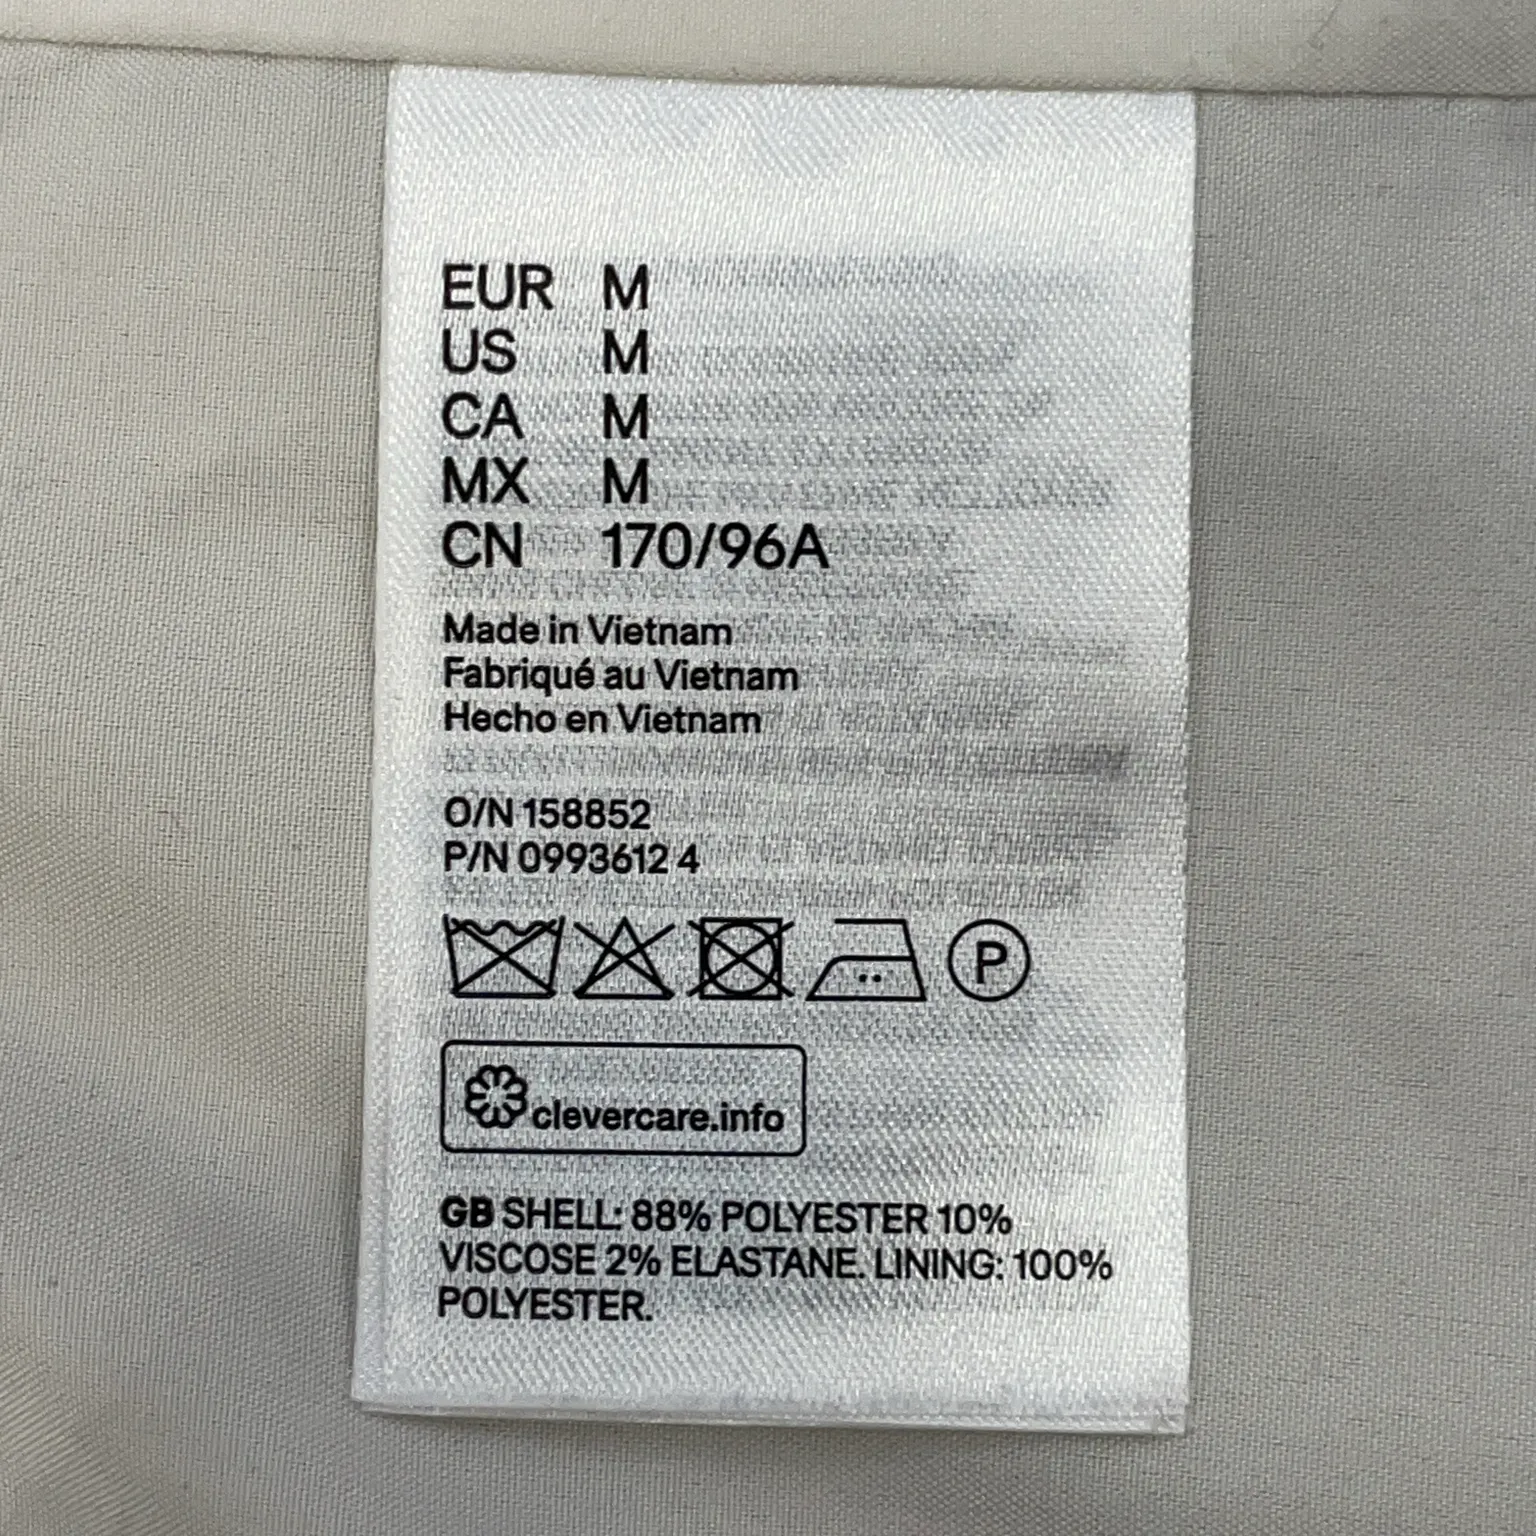 EUR M
US M
CA M
MX M
CN 170/96A
Made in Vietnam
Fabriqué au Vietnam
Hecho en Vietnam
O/N 158852
P/N 0993612 4
P
clevercare.info
GB SHELL: 88% POLYESTER 10%
VISCOSE 2% ELASTANE. LINING: 100%
POLYESTER.